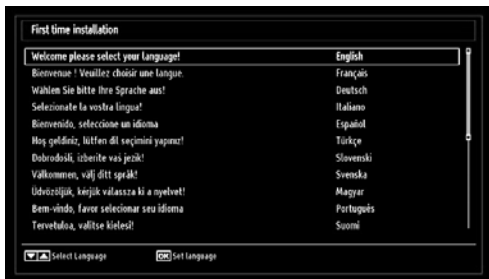 First time installation
Welcome please select your language! English
Bienvenue ! Veuillez choisir une langue. Français
Wählen Sie bitte Ihre Sprache aus! Deutsch
Selezionate la vostra lingua! Italiano
Bienvenido, seleccione un idioma Español
Hoş geldiniz, lütfen dil seçimini yapınız! Türkçe
Dobrodošli, izberite vaš jezik! Slovenski
Välkommen, välj ditt språk! Svenska
Üdvözöljük, kérjük válassza ki a nyelvet! Magyar
Bem-vindo, favor selecionar seu idioma Português
Tervetuloa, valitse kielesi! Suomi
Select Language OK Set language